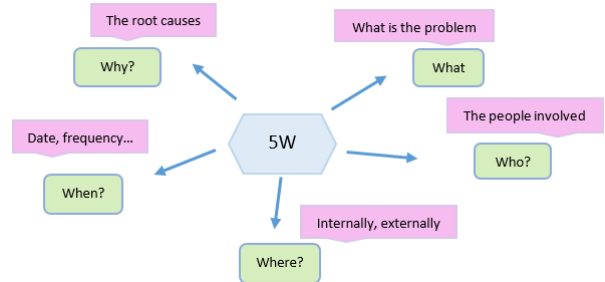 The root causes
Why?
What is the problem
What
The people involved
Who?
Date, frequency...
When?
5W
Internally, externally
Where?